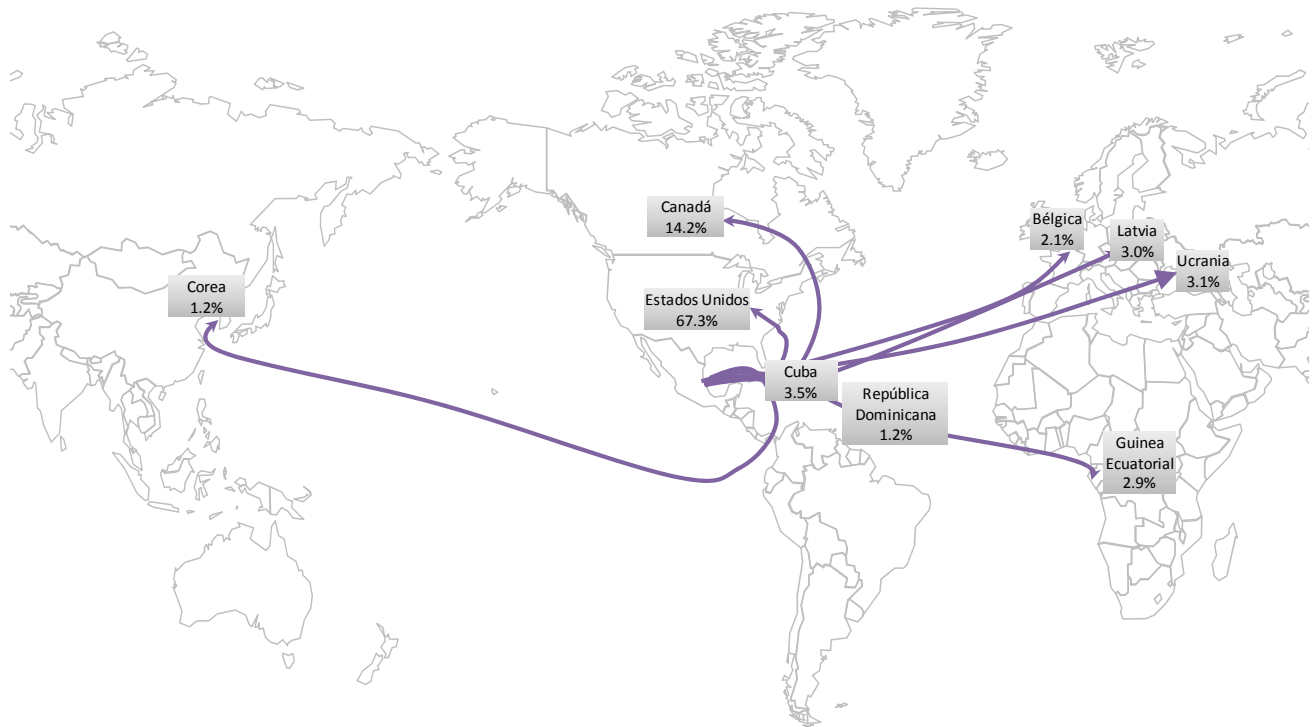 Canadá
14.2%
Bélgica
2.1%
Latvia
3.0%
Ucrania
3.1%
Corea
1.2%
Estados Unidos
67.3%
Cuba
3.5%
República
Dominicana
1.2%
Guinea
Ecuatorial
2.9%